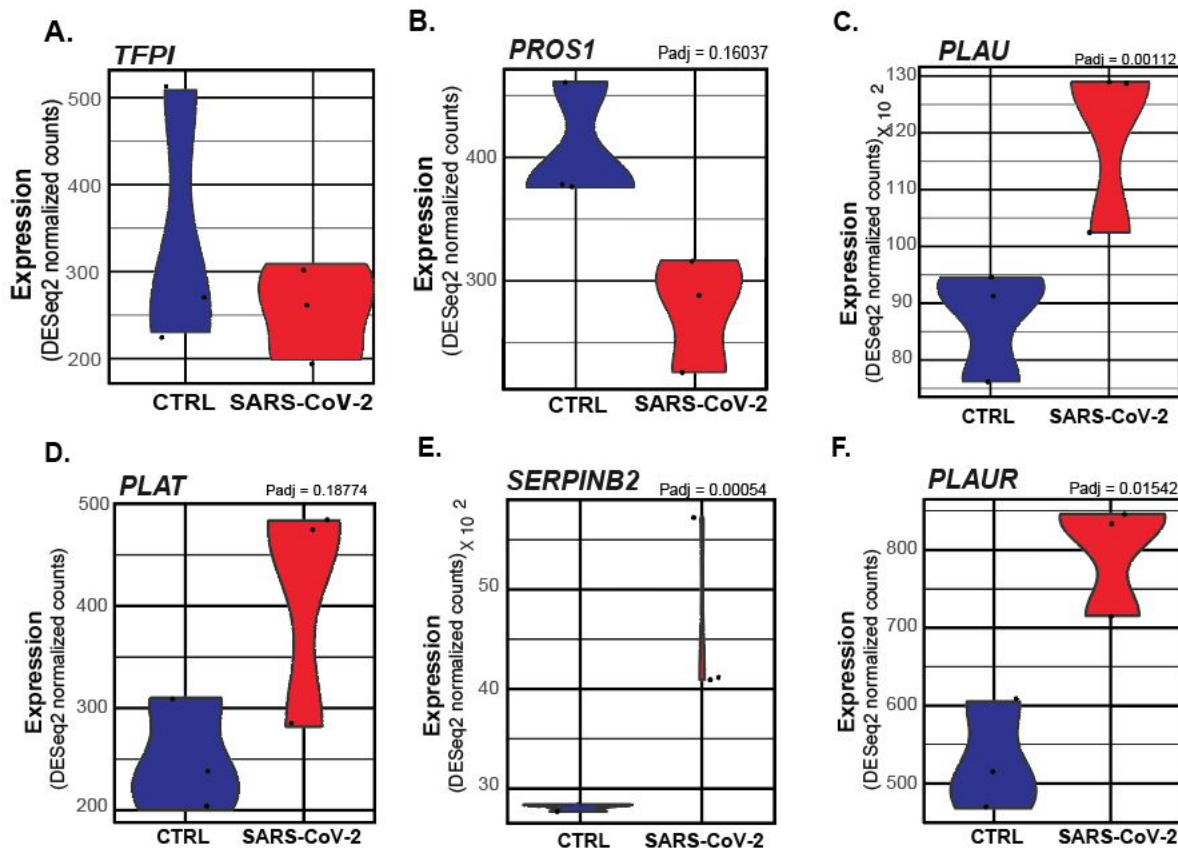 A.
TFPI
Expression
(DESeq2 normalized counts)
500
400
300
200
CTRL SARS-CoV-2
B.
PROS1
Padj = 0.16037
Expression
(DESeq2 normalized counts)
400
300
CTRL SARS-CoV-2
C.
PLAU
Padj = 0.00112
Expression
(DESeq2 normalized counts) X 10 2
130
120
110
100
90
80
CTRL SARS-CoV-2
D.
PLAT
Padj = 0.18774
Expression
(DESeq2 normalized counts)
500
400
300
200
CTRL SARS-CoV-2
E.
SERPINB2
Padj = 0.00054
Expression
(DESeq2 normalized counts) X 10 2
50
40
30
CTRL SARS-CoV-2
F.
PLAUR
Padj = 0.01542
Expression
(DESeq2 normalized counts)
800
700
600
500
CTRL SARS-CoV-2